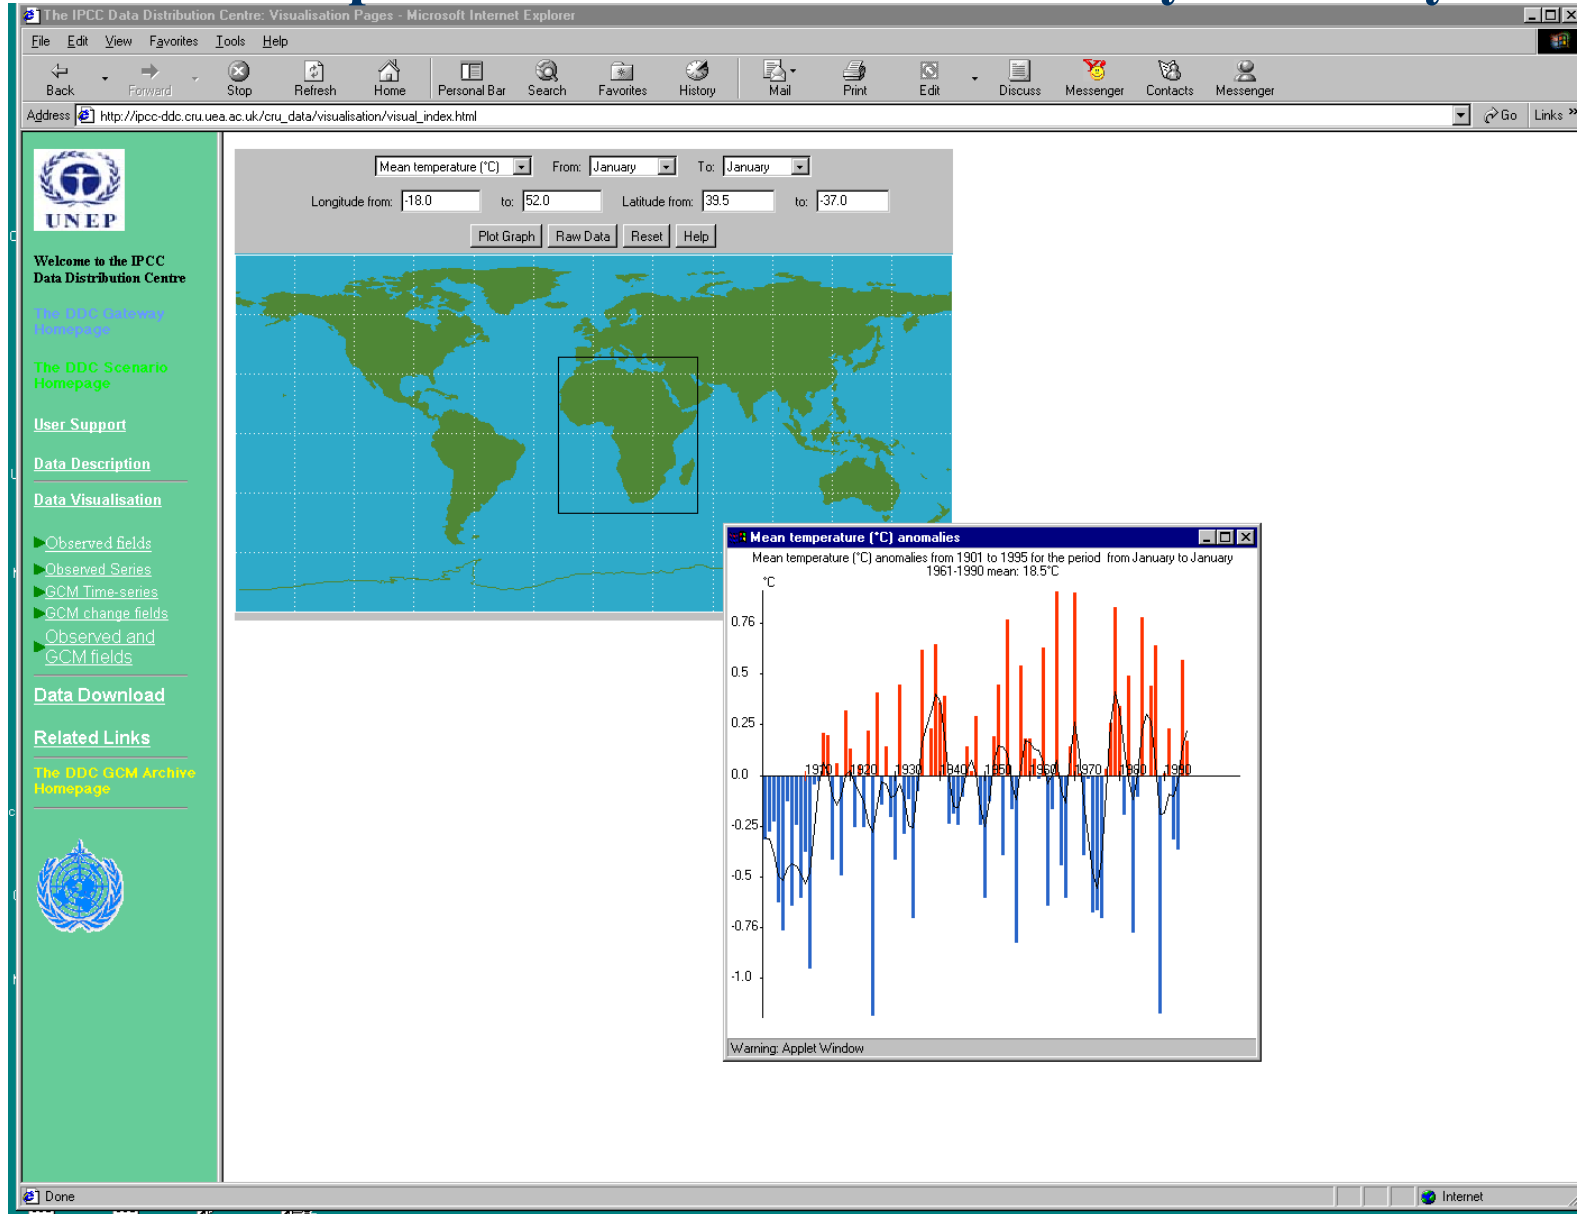 The IPCC Data Distribution Centre: Visualisation Pages - Microsoft Internet Explorer
File Edit View Favorites Tools Help
Back Forward Stop Refresh Home Personal Bar Search Favorites History Mail Print Edit Discuss Messenger Contacts Messenger
Address http://ipcc-ddc.cru.uea.ac.uk/cru_data/visualisation/visual_index.html Go Links »
UNEP
Welcome to the IPCC
Data Distribution Centre
The DDC Gateway
Homepage
The DDC Scenario
Homepage
User Support
Data Description
Data Visualisation
Observed fields
Observed Series
GCM Time-series
GCM change fields
Observed and
GCM fields
Data Download
Related Links
The DDC GCM Archive
Homepage
Mean temperature (°C) From: January To: January
Longitude from: -18.0 to: 52.0 Latitude from: 39.5 to: -37.0
Plot Graph Raw Data Reset Help
Mean temperature (°C) anomalies
Mean temperature (°C) anomalies from 1901 to 1995 for the period from January to January
1961-1990 mean: 18.5°C
°C
0.76
0.5
0.25
0.0
1910 1920 1930 1940 1950 1960 1970 1980 1990
-0.25
-0.5
-0.76
-1.0
Warning: Applet Window
Done Internet